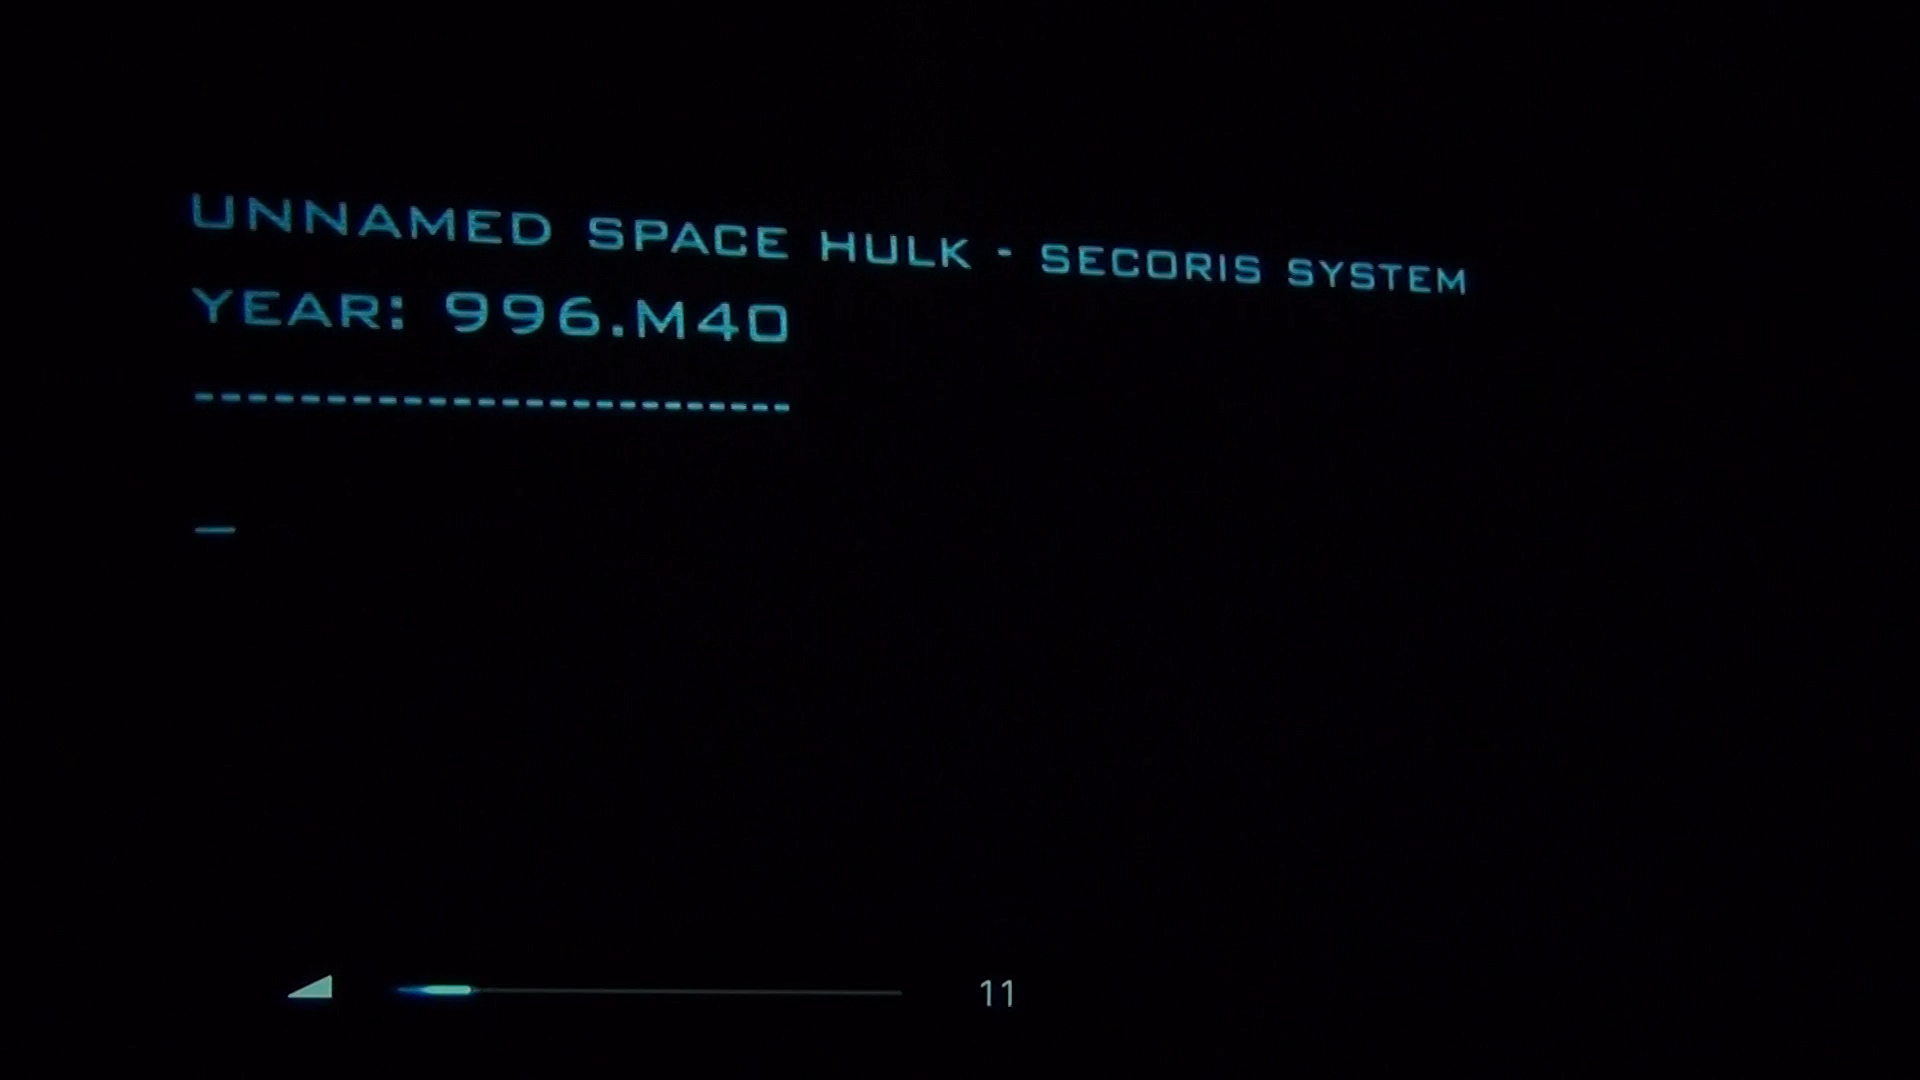 UNNAMED SPACE HULK - SECORIS SYSTEM
YEAR: 996.M40
-------------------------
_
11